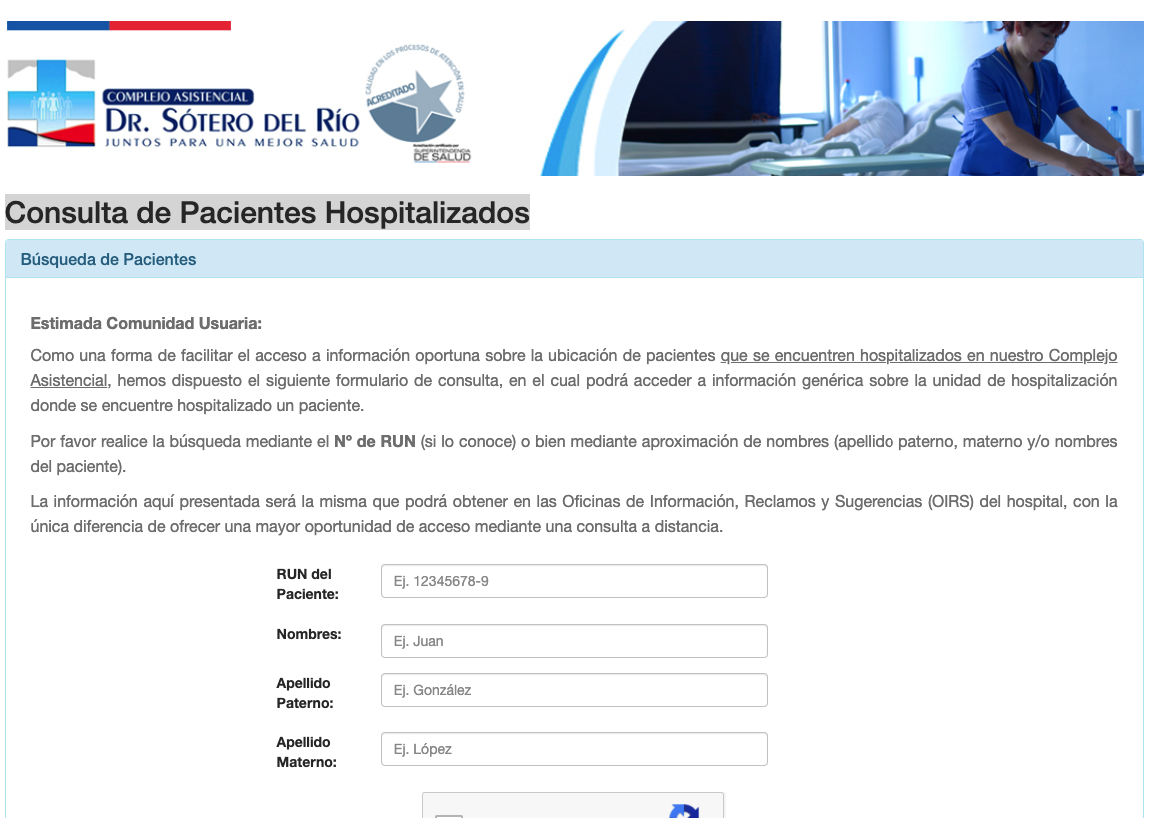 CALIDAD EN LOS PROCESOS DE ATENCIÓN EN SALUD
ACREDITADO
COMPLEJO ASISTENCIAL
DR. SÓTERO DEL RÍO
JUNTOS PARA UNA MEJOR SALUD
Acreditación certificada por
SUPERINTENDENCIA
DE SALUD
Consulta de Pacientes Hospitalizados
Búsqueda de Pacientes
Estimada Comunidad Usuaria:
Como una forma de facilitar el acceso a información oportuna sobre la ubicación de pacientes que se encuentren hospitalizados en nuestro Complejo
Asistencial, hemos dispuesto el siguiente formulario de consulta, en el cual podrá acceder a información genérica sobre la unidad de hospitalización
donde se encuentre hospitalizado un paciente.
Por favor realice la búsqueda mediante el Nº de RUN (si lo conoce) o bien mediante aproximación de nombres (apellido paterno, materno y/o nombres
del paciente).
La información aquí presentada será la misma que podrá obtener en las Oficinas de Información, Reclamos y Sugerencias (OIRS) del hospital, con la
única diferencia de ofrecer una mayor oportunidad de acceso mediante una consulta a distancia.
RUN del
Paciente:
Ej. 12345678-9
Nombres:
Ej. Juan
Apellido
Paterno:
Ej. González
Apellido
Materno:
Ej. López